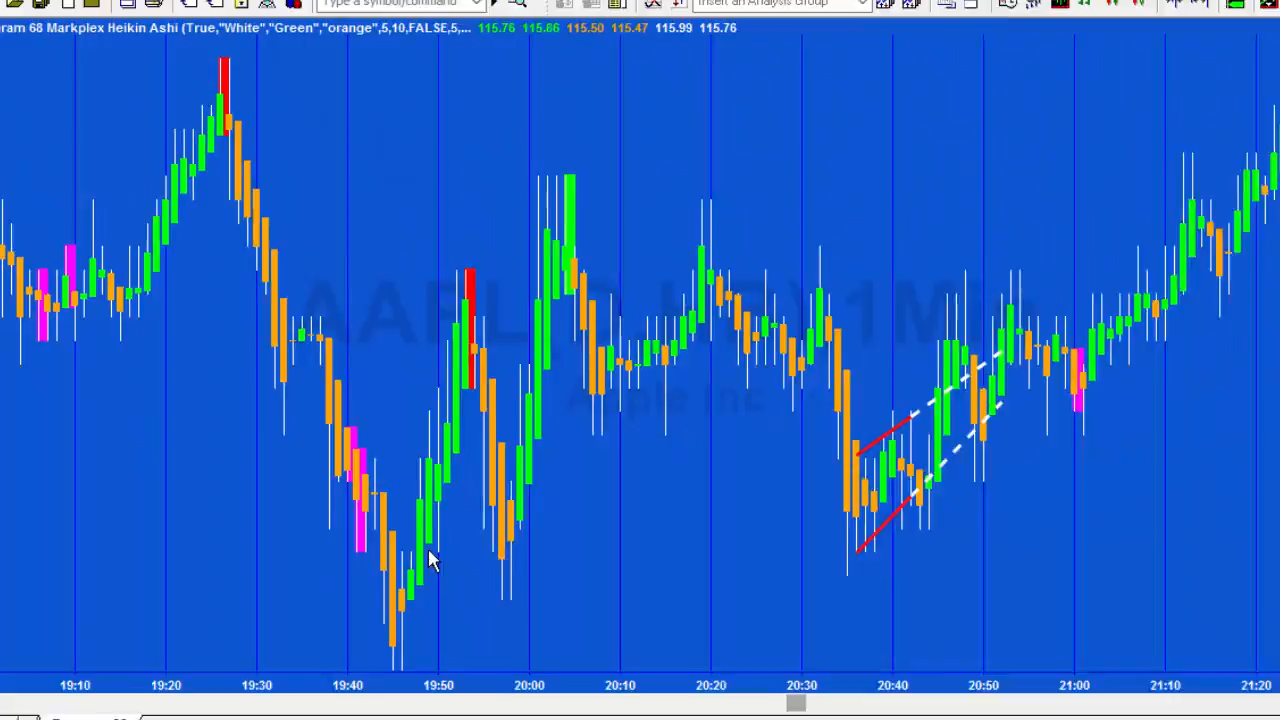 Type a symbol/command
Insert an Analysis Group
ram 68 Markplex Heikin Ashi (True,"White","Green","orange",5,10,FALSE,5,... 115.76 115.86 115.50 115.47 115.99 115.76
Apple Inc
19:10 19:20 19:30 19:40 19:50 20:00 20:10 20:20 20:30 20:40 20:50 21:00 21:10 21:20